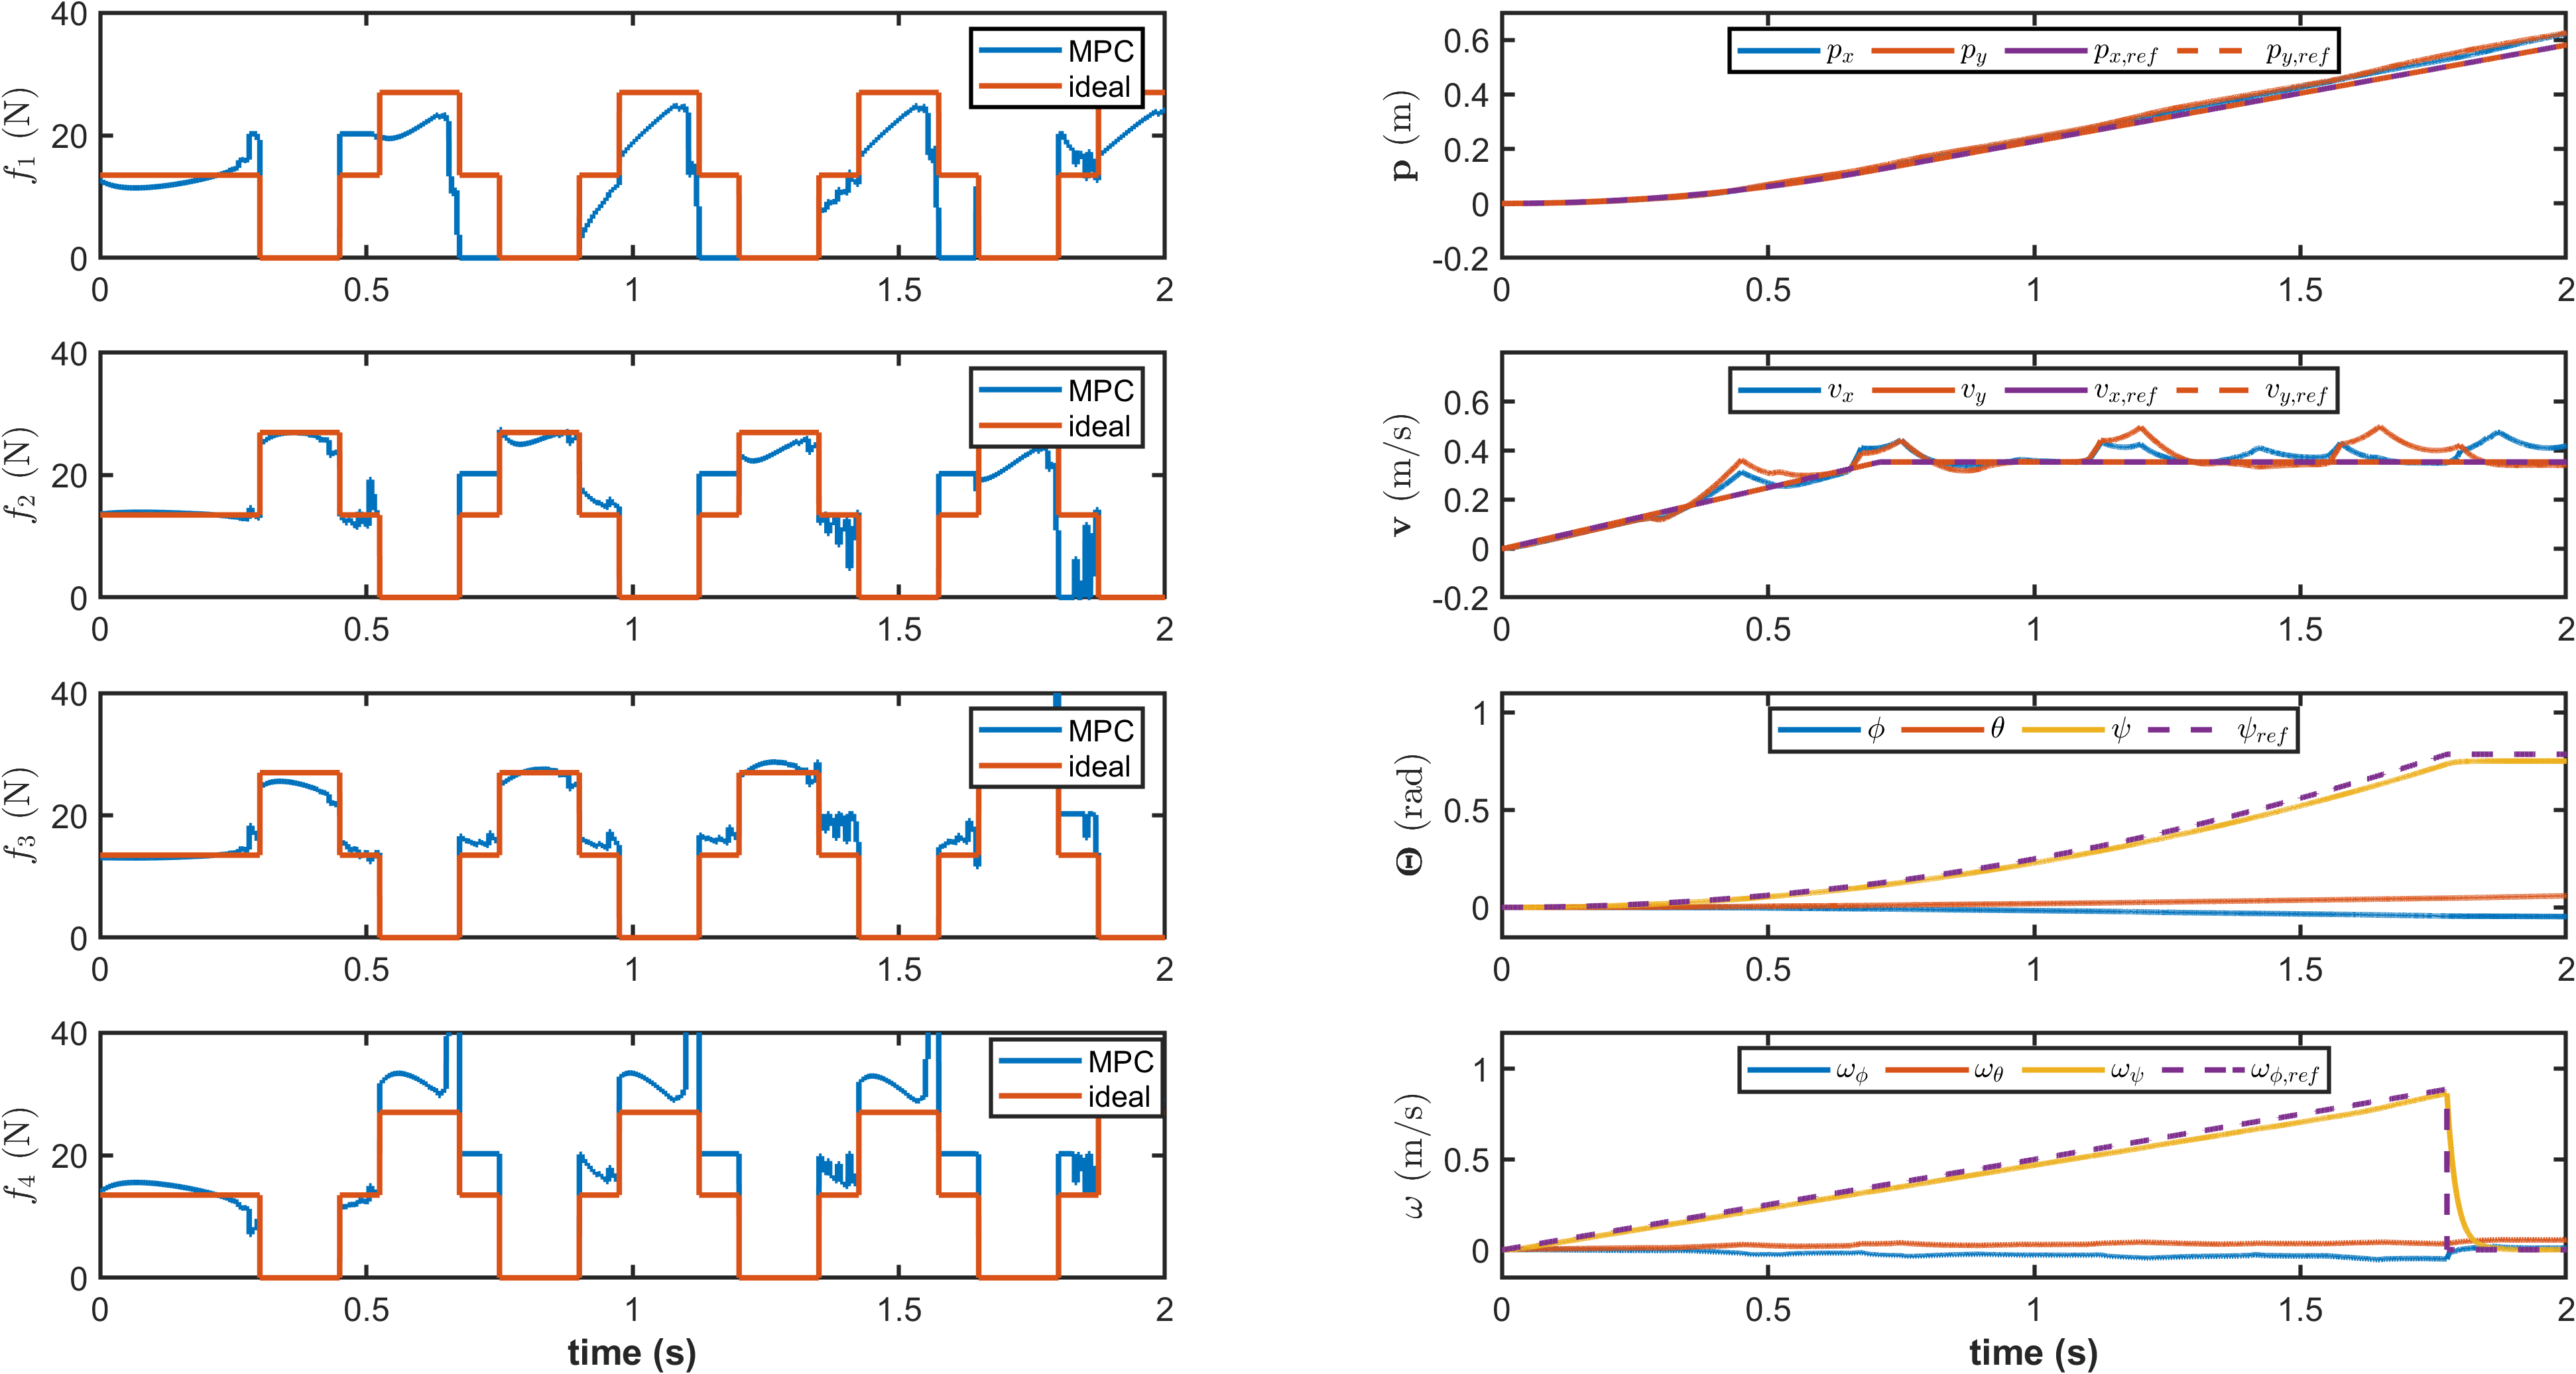 40
20
0
f1 (N)
MPC
ideal
0 0.5 1 1.5 2
40
20
0
f2 (N)
MPC
ideal
0 0.5 1 1.5 2
40
20
0
f3 (N)
MPC
ideal
0 0.5 1 1.5 2
40
20
0
f4 (N)
MPC
ideal
0 0.5 1 1.5 2
time (s)
0.6
0.4
0.2
0
-0.2
p (m)
px py px,ref py,ref
0 0.5 1 1.5 2
0.6
0.4
0.2
0
-0.2
v (m/s)
vx vy vx,ref vy,ref
0 0.5 1 1.5 2
1
0.5
0
Θ (rad)
ϕ θ ψ ψref
0 0.5 1 1.5 2
1
0.5
0
ω (m/s)
ωϕ ωθ ωψ ωϕ,ref
0 0.5 1 1.5 2
time (s)